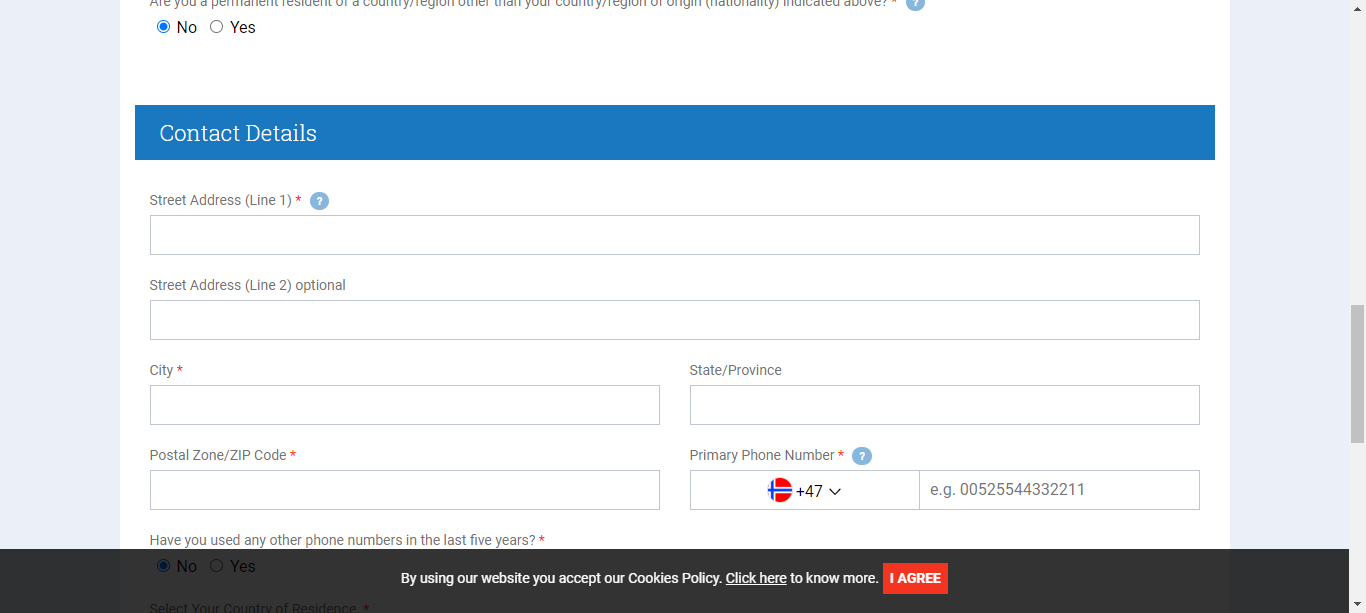 Are you a permanent resident of a country/region other than your country/region of origin (nationality) indicated above? * ?
No Yes
Contact Details
Street Address (Line 1) * ?
Street Address (Line 2) optional
City *
State/Province
Postal Zone/ZIP Code *
Primary Phone Number * ?
+47
e.g. 00525544332211
Have you used any other phone numbers in the last five years? *
No Yes
By using our website you accept our Cookies Policy. Click here to know more. I AGREE
Select Your Country of Residence *